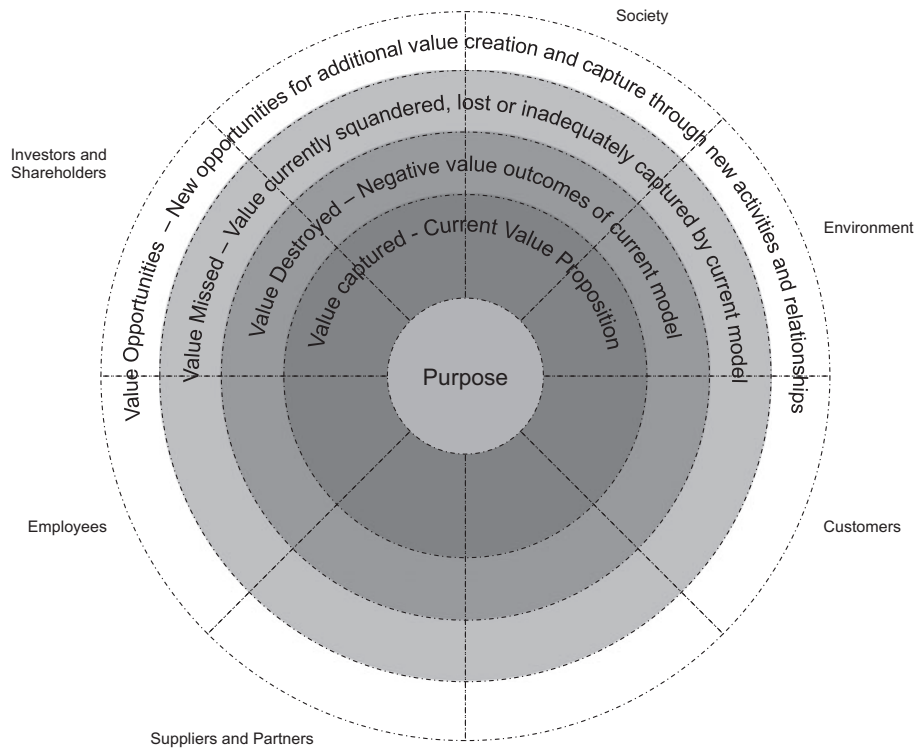 Society
Value Opportunities – New opportunities for additional value creation and capture through new activities and relationships
Value Missed – Value currently squandered, lost or inadequately captured by current model
Investors and
Shareholders
Value Destroyed – Negative value outcomes of current model
Value captured - Current Value Proposition
Environment
Purpose
Employees
Customers
Suppliers and Partners